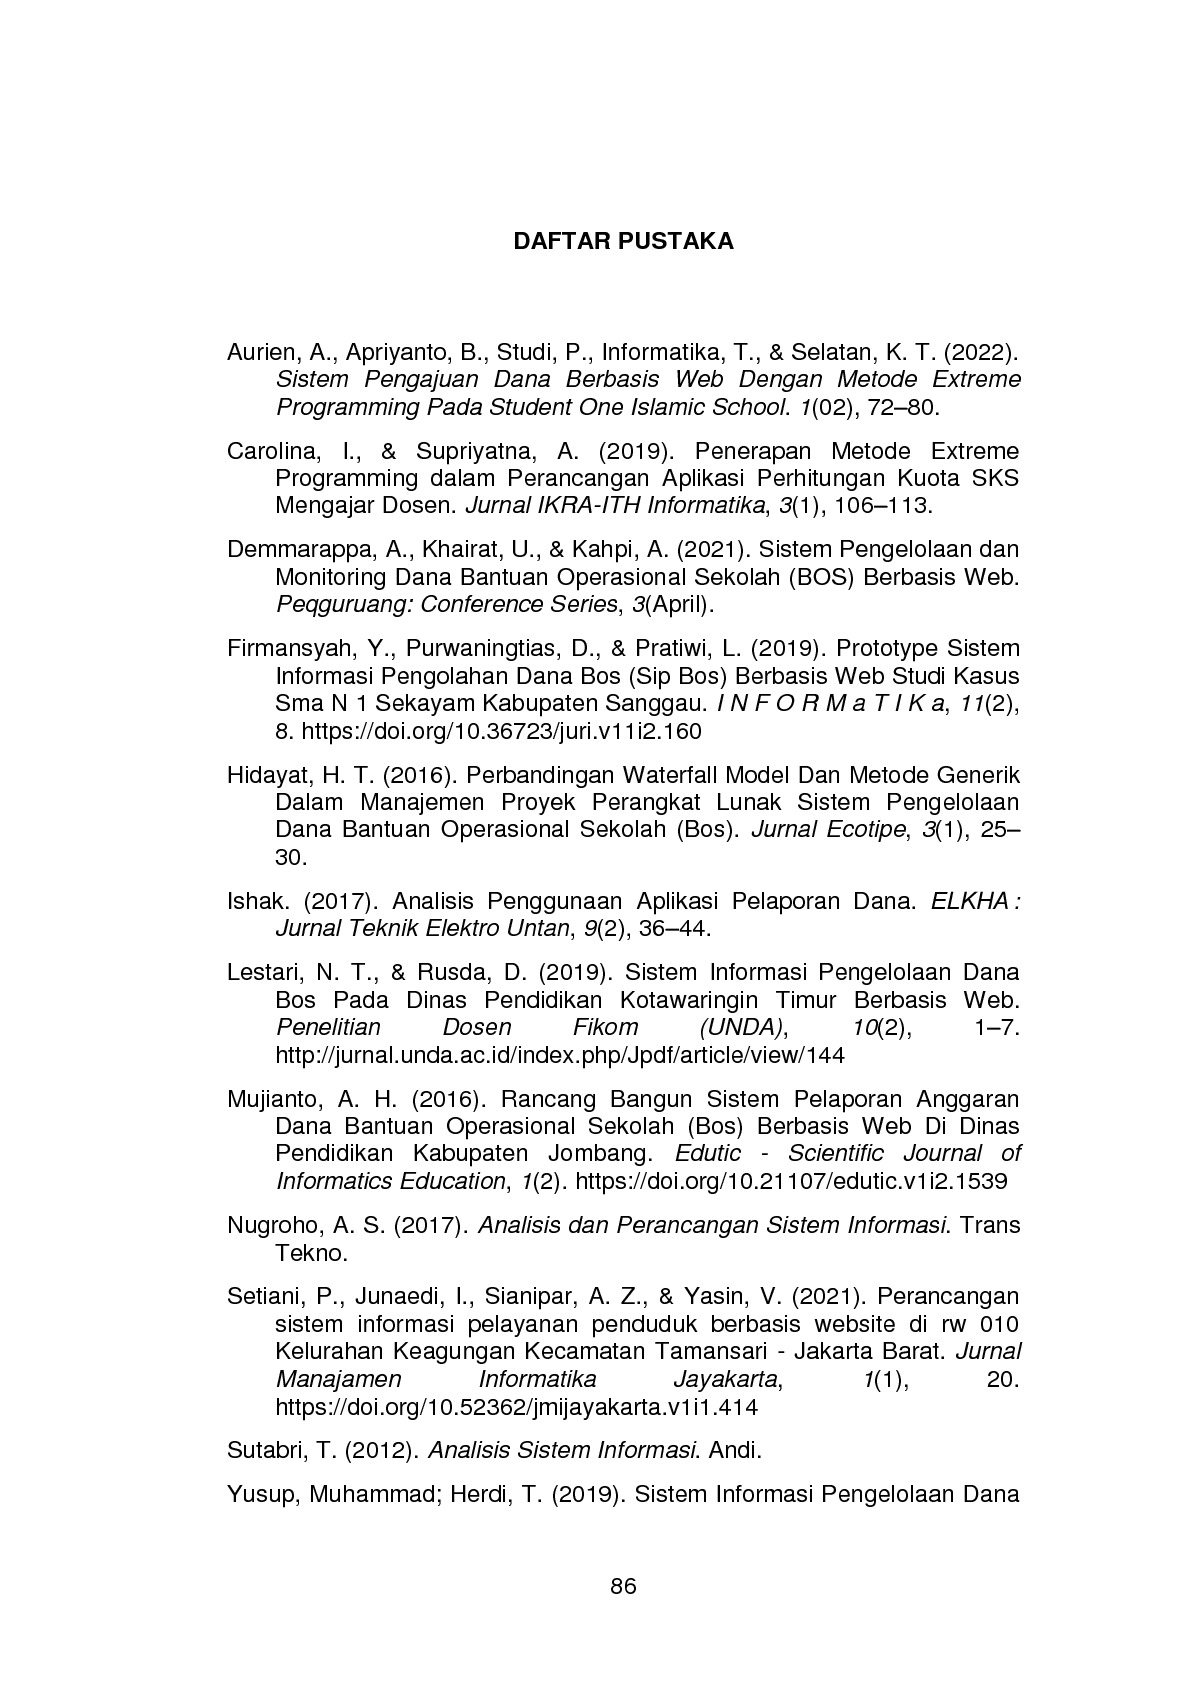 DAFTAR PUSTAKA
Aurien, A., Apriyanto, B., Studi, P., Informatika, T., & Selatan, K. T. (2022).
Sistem Pengajuan Dana Berbasis Web Dengan Metode Extreme
Programming Pada Student One Islamic School. 1(02), 72–80.
Carolina, I., & Supriyatna, A. (2019). Penerapan Metode Extreme
Programming dalam Perancangan Aplikasi Perhitungan Kuota SKS
Mengajar Dosen. Jurnal IKRA-ITH Informatika, 3(1), 106–113.
Demmarappa, A., Khairat, U., & Kahpi, A. (2021). Sistem Pengelolaan dan
Monitoring Dana Bantuan Operasional Sekolah (BOS) Berbasis Web.
Peqguruang: Conference Series, 3(April).
Firmansyah, Y., Purwaningtias, D., & Pratiwi, L. (2019). Prototype Sistem
Informasi Pengolahan Dana Bos (Sip Bos) Berbasis Web Studi Kasus
Sma N 1 Sekayam Kabupaten Sanggau. I N F O R M a T I K a, 11(2),
8. https://doi.org/10.36723/juri.v11i2.160
Hidayat, H. T. (2016). Perbandingan Waterfall Model Dan Metode Generik
Dalam Manajemen Proyek Perangkat Lunak Sistem Pengelolaan
Dana Bantuan Operasional Sekolah (Bos). Jurnal Ecotipe, 3(1), 25–
30.
Ishak. (2017). Analisis Penggunaan Aplikasi Pelaporan Dana. ELKHA :
Jurnal Teknik Elektro Untan, 9(2), 36–44.
Lestari, N. T., & Rusda, D. (2019). Sistem Informasi Pengelolaan Dana
Bos Pada Dinas Pendidikan Kotawaringin Timur Berbasis Web.
Penelitian Dosen Fikom (UNDA), 10(2), 1–7.
http://jurnal.unda.ac.id/index.php/Jpdf/article/view/144
Mujianto, A. H. (2016). Rancang Bangun Sistem Pelaporan Anggaran
Dana Bantuan Operasional Sekolah (Bos) Berbasis Web Di Dinas
Pendidikan Kabupaten Jombang. Edutic - Scientific Journal of
Informatics Education, 1(2). https://doi.org/10.21107/edutic.v1i2.1539
Nugroho, A. S. (2017). Analisis dan Perancangan Sistem Informasi. Trans
Tekno.
Setiani, P., Junaedi, I., Sianipar, A. Z., & Yasin, V. (2021). Perancangan
sistem informasi pelayanan penduduk berbasis website di rw 010
Kelurahan Keagungan Kecamatan Tamansari - Jakarta Barat. Jurnal
Manajamen Informatika Jayakarta, 1(1), 20.
https://doi.org/10.52362/jmijayakarta.v1i1.414
Sutabri, T. (2012). Analisis Sistem Informasi. Andi.
Yusup, Muhammad; Herdi, T. (2019). Sistem Informasi Pengelolaan Dana
86